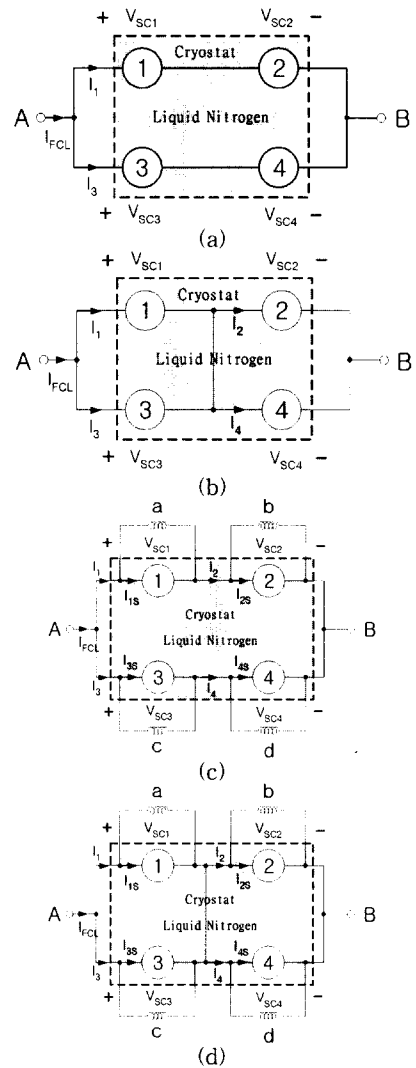 + V_SC1 V_SC2 −
Cryostat
I_1 1 2
A Liquid Nitrogen B
I_FCL
I_3 3 4
+ V_SC3 V_SC4 −
(a)
+ V_SC1 V_SC2 −
Cryostat
I_1 1 I_2 2
A Liquid Nitrogen B
I_FCL
I_3 3 I_4 4
+ V_SC3 V_SC4 −
(b)
a b
+ V_SC1 V_SC2 −
I_1 I_1S 1 I_2 I_2S 2
Cryostat
A B
I_FCL Liquid Nitrogen
I_3 I_3S 3 I_4 I_4S 4
+ V_SC3 V_SC4 −
c d
(c)
a b
+ V_SC1 V_SC2 −
I_1 I_1S 1 I_2 I_2S 2
Cryostat
A B
I_FCL Liquid Nitrogen
I_3 I_3S 3 I_4 I_4S 4
+ V_SC3 V_SC4 −
c d
(d)